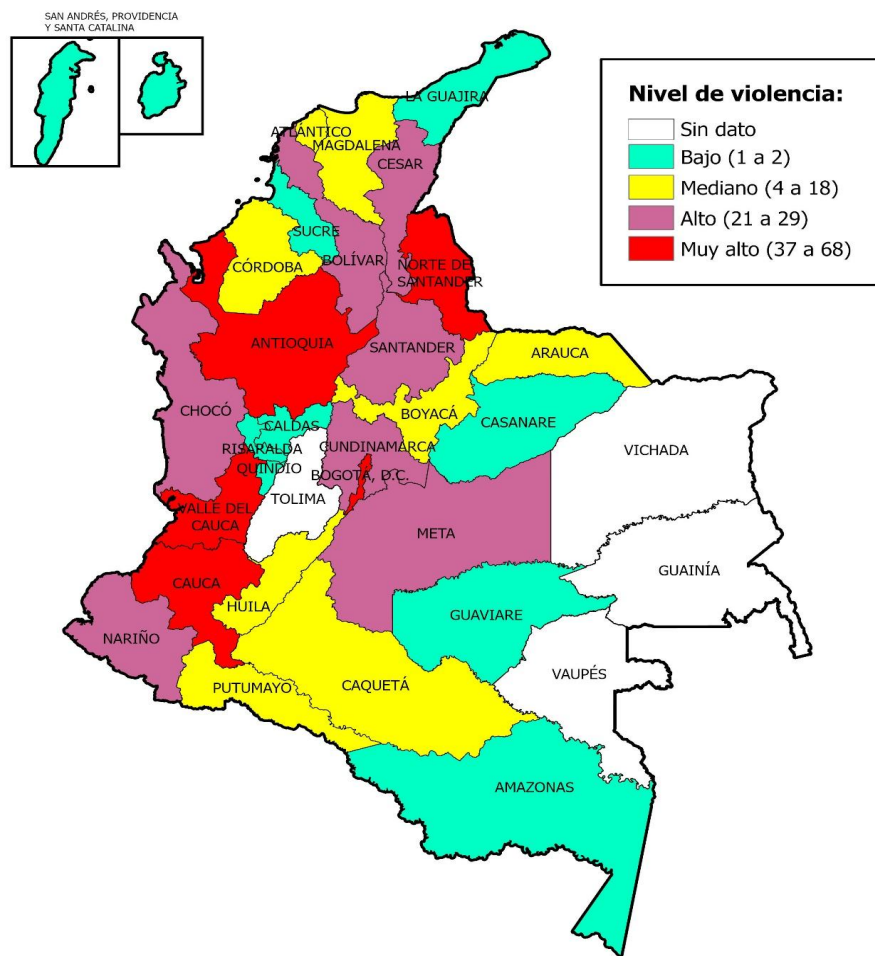 SAN ANDRÉS, PROVIDENCIA
Y SANTA CATALINA
Nivel de violencia:
Sin dato
Bajo (1 a 2)
Mediano (4 a 18)
Alto (21 a 29)
Muy alto (37 a 68)
LA GUAJIRA
ATLÁNTICO
MAGDALENA
CESAR
SUCRE
BOLÍVAR
CÓRDOBA
NORTE DE
SANTANDER
ANTIOQUIA
SANTANDER
ARAUCA
CHOCÓ
BOYACÁ
CASANARE
CALDAS
RISARALDA
CUNDINAMARCA
VICHADA
QUINDIO
BOGOTÁ, D.C.
TOLIMA
VALLE DEL
CAUCA
META
GUAINÍA
CAUCA
HUILA
GUAVIARE
NARIÑO
VAUPÉS
PUTUMAYO
CAQUETÁ
AMAZONAS